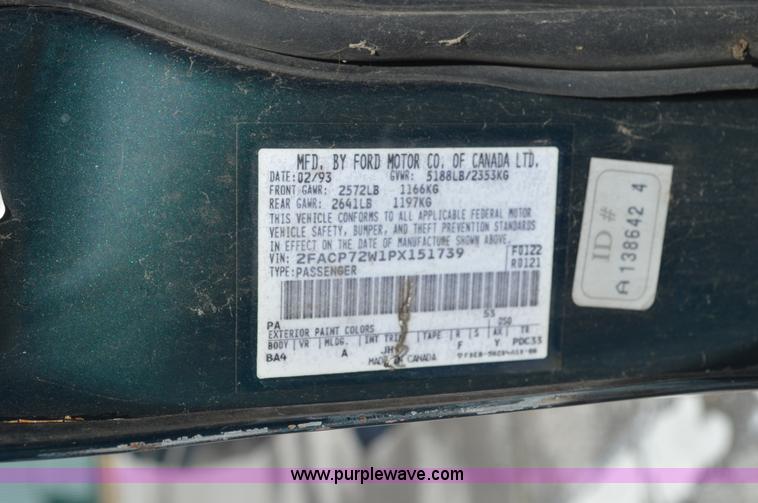 MFD. BY FORD MOTOR CO. OF CANADA LTD.
DATE: 02/93 GVWR: 5188LB/2353KG
FRONT GAWR: 2572LB 1166KG
REAR GAWR: 2641LB 1197KG
THIS VEHICLE CONFORMS TO ALL APPLICABLE FEDERAL MOTOR
VEHICLE SAFETY, BUMPER, AND THEFT PREVENTION STANDARDS
IN EFFECT ON THE DATE OF MANUFACTURE SHOWN ABOVE.
VIN: 2FACP72W1PX151739 F0122
TYPE: PASSENGER R0121
PA 53
EXTERIOR PAINT COLORS 250
BODY VR MLDG. INT TRIM TAPE R S AX TR
BA4 A F Y PDC33
MADE IN CANADA
ID #
A 138642 4
www.purplewave.com